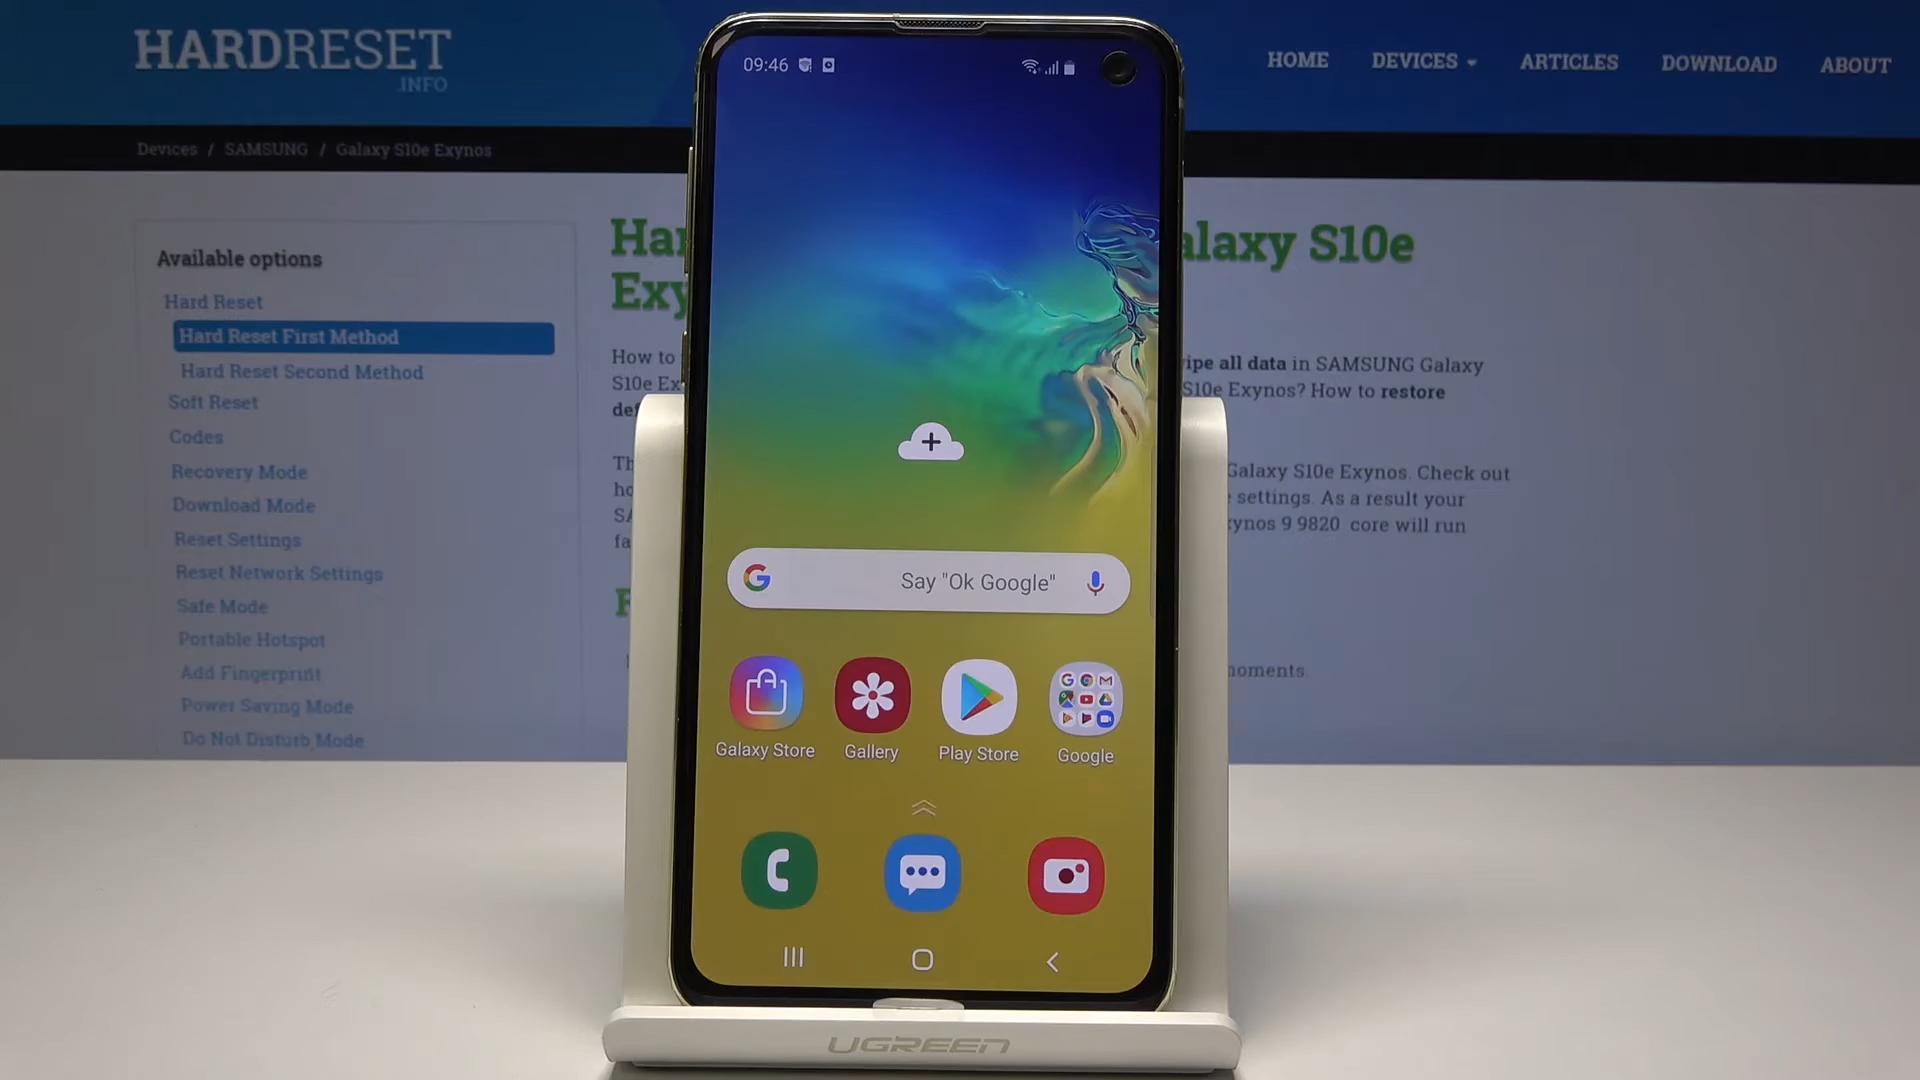 HARDRESET
.INFO
HOME DEVICES ARTICLES DOWNLOAD ABOUT
Devices / SAMSUNG / Galaxy S10e Exynos
Available options
Hard Reset
Hard Reset First Method
Hard Reset Second Method
Soft Reset
Codes
Recovery Mode
Download Mode
Reset Settings
Reset Network Settings
Safe Mode
Portable Hotspot
Add Fingerprint
Power Saving Mode
Do Not Disturb Mode
alaxy S10e
How to
all data in SAMSUNG Galaxy
S10e Ex
S10e Exynos? How to restore
Galaxy S10e Exynos. Check out
settings. As a result your
9 9820 core will run
09:46
Say "Ok Google"
Galaxy Store Gallery Play Store Google
UGREEN